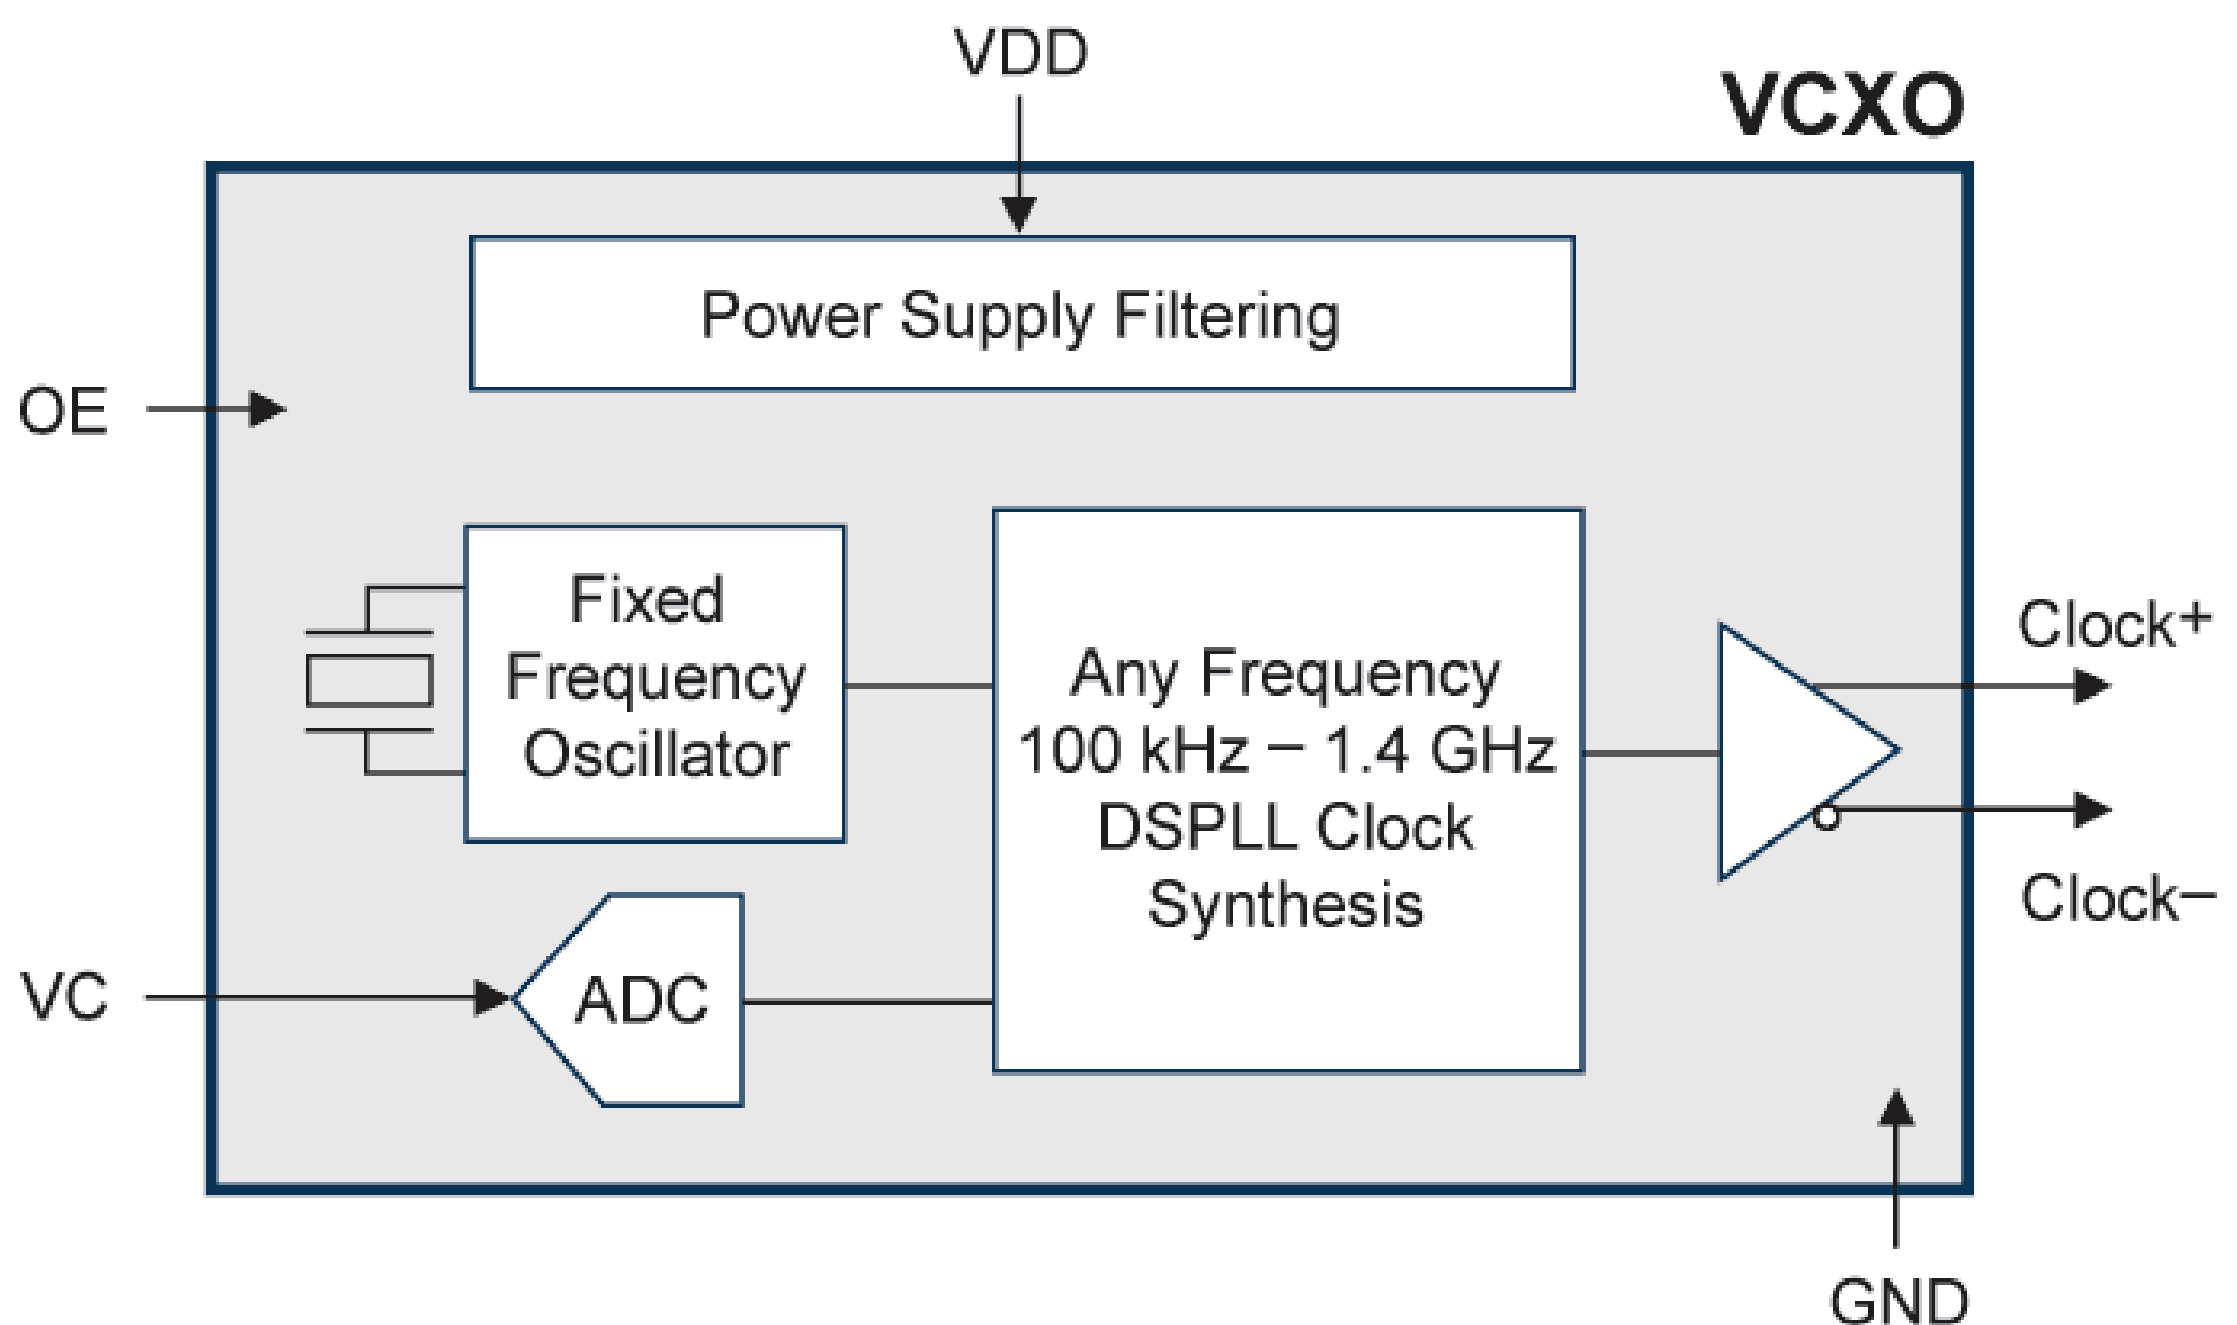 VDD
VCXO
Power Supply Filtering
OE
Fixed
Frequency
Oscillator
Any Frequency
100 kHz – 1.4 GHz
DSPLL Clock
Synthesis
Clock+
Clock–
VC
ADC
GND